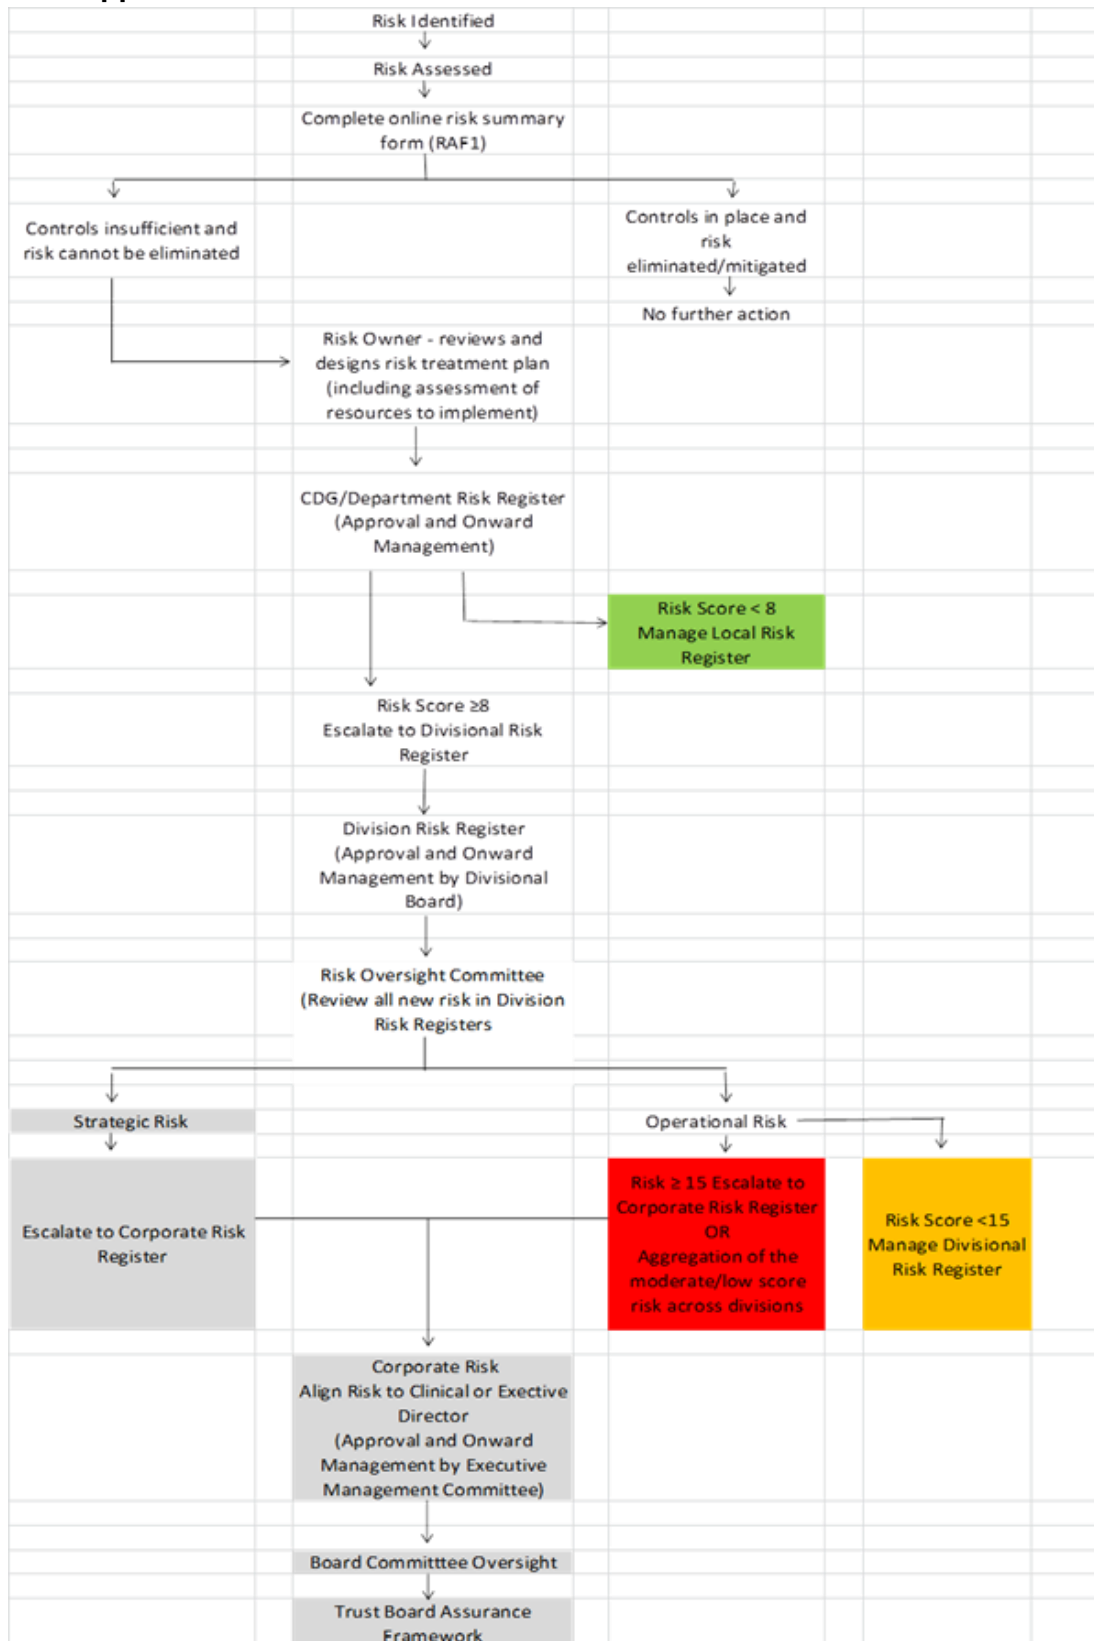 Risk Identified
Risk Assessed
Complete online risk summary
form (RAF1)
Controls insufficient and
risk cannot be eliminated
Controls in place and
risk
eliminated/mitigated
No further action
Risk Owner - reviews and
designs risk treatment plan
(including assessment of
resources to implement)
CDG/Department Risk Register
(Approval and Onward
Management)
Risk Score < 8
Manage Local Risk
Register
Risk Score ≥8
Escalate to Divisional Risk
Register
Division Risk Register
(Approval and Onward
Management by Divisional
Board)
Risk Oversight Committee
(Review all new risk in Division
Risk Registers
Strategic Risk
Operational Risk
Escalate to Corporate Risk
Register
Risk ≥ 15 Escalate to
Corporate Risk Register
OR
Aggregation of the
moderate/low score
risk across divisions
Risk Score <15
Manage Divisional
Risk Register
Corporate Risk
Align Risk to Clinical or Exective
Director
(Approval and Onward
Management by Executive
Management Committee)
Board Committtee Oversight
Trust Board Assurance
Framework